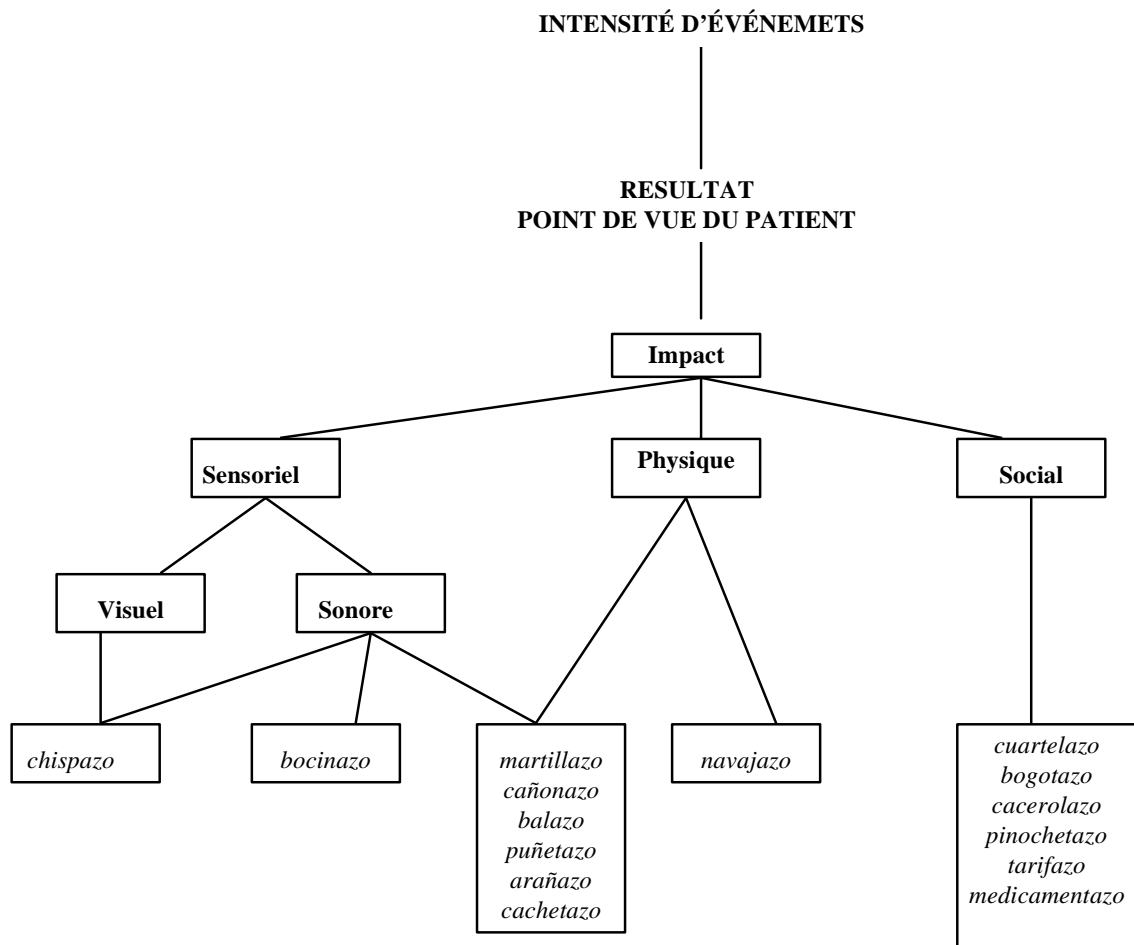 INTENSITÉ D’ÉVÉNEMETS
RESULTAT
POINT DE VUE DU PATIENT
Impact
Sensoriel
Physique
Social
Visuel
Sonore
chispazo
bocinazo
martillazo
cañonazo
balazo
puñetazo
arañazo
cachetazo
navajazo
cuartelazo
bogotazo
cacerolazo
pinochetazo
tarifazo
medicamentazo